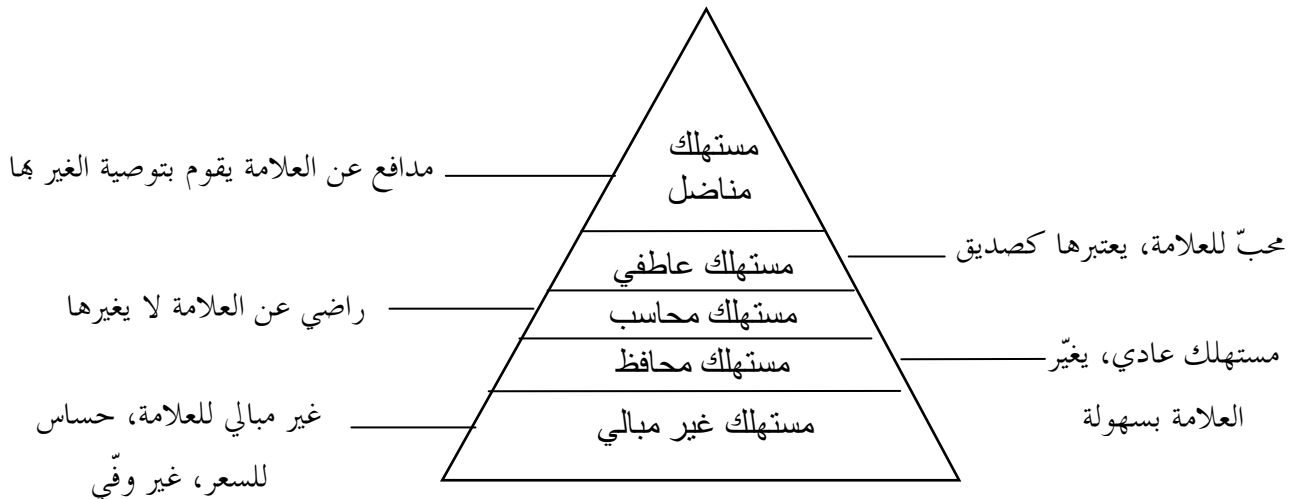 مستهلك
مناضل
مدافع عن العلامة يقوم بتوصية الغير بها
محبّ للعلامة، يعتبرها كصديق
مستهلك عاطفي
راضي عن العلامة لا يغيرها
مستهلك محاسب
مستهلك عادي، يغيّر
العلامة بسهولة
مستهلك محافظ
غير مبالي للعلامة، حساس
للسعر، غير وفّي
مستهلك غير مبالي